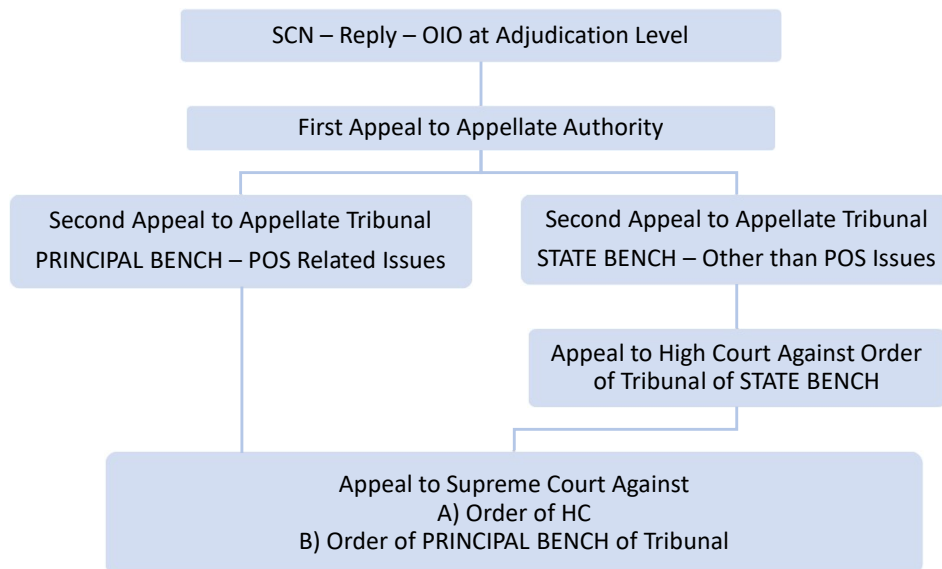 SCN – Reply – OIO at Adjudication Level
First Appeal to Appellate Authority
Second Appeal to Appellate Tribunal
PRINCIPAL BENCH – POS Related Issues
Second Appeal to Appellate Tribunal
STATE BENCH – Other than POS Issues
Appeal to High Court Against Order
of Tribunal of STATE BENCH
Appeal to Supreme Court Against
A) Order of HC
B) Order of PRINCIPAL BENCH of Tribunal